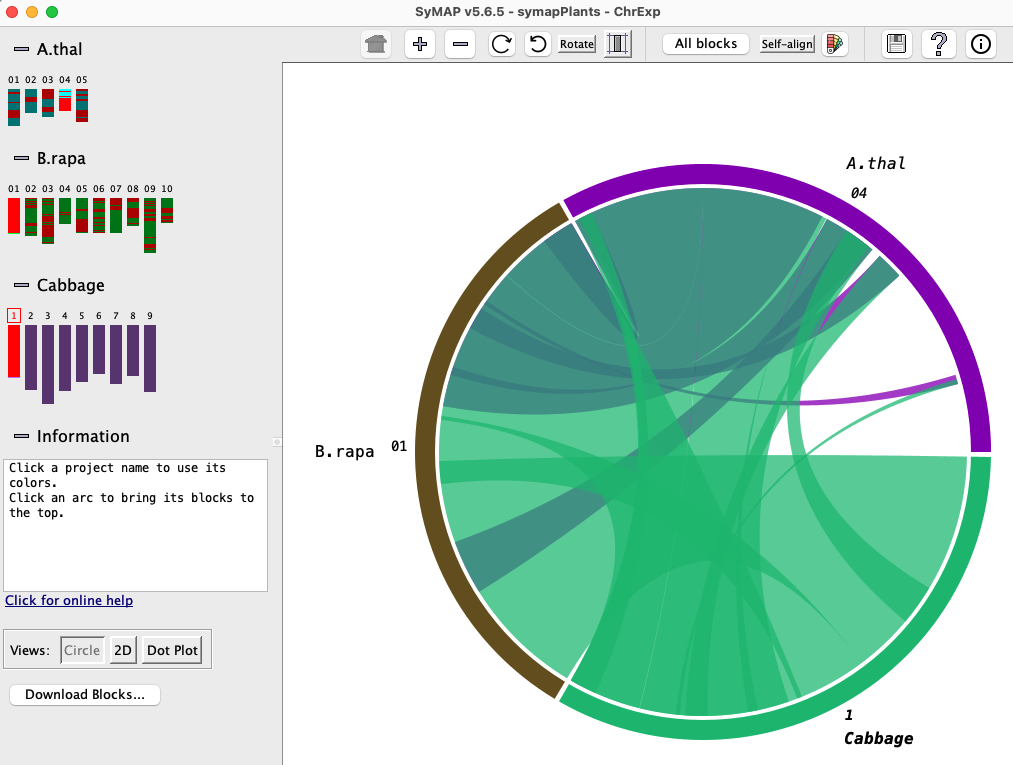 SyMAP v5.6.5 - symapPlants - ChrExp
Rotate
All blocks
Self-align
A.thal
01 02 03 04 05
B.rapa
01 02 03 04 05 06 07 08 09 10
Cabbage
1 2 3 4 5 6 7 8 9
Information
Click a project name to use its
colors.
Click an arc to bring its blocks to
the top.
Click for online help
Views: Circle 2D Dot Plot
Download Blocks...
A.thal
04
B.rapa 01
1
Cabbage